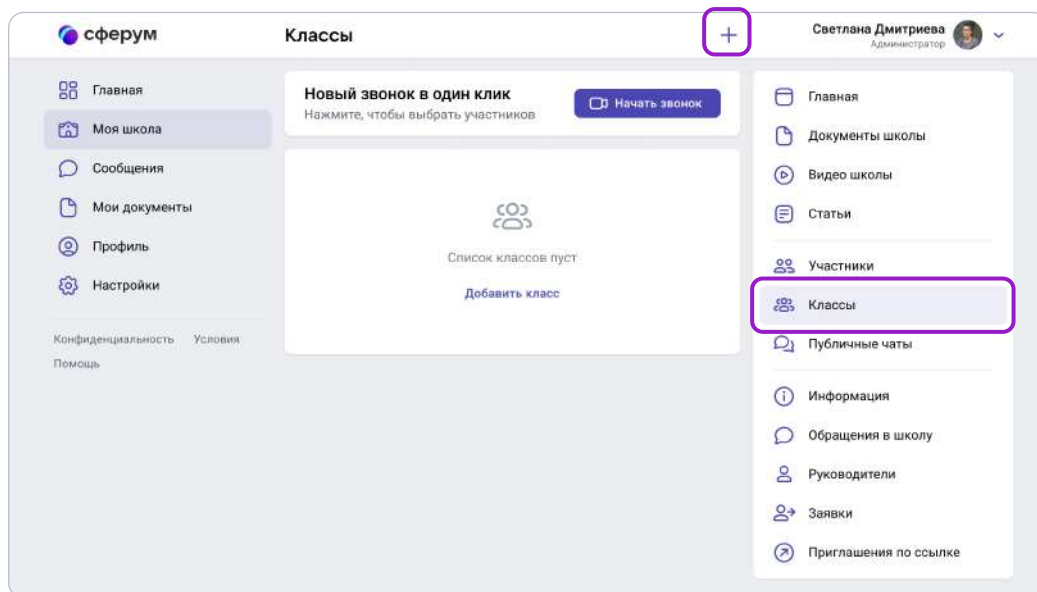 сферум
Классы
Светлана Дмитриева
Администратор
Главная
Моя школа
Сообщения
Мои документы
Профиль
Настройки
Конфиденциальность Условия
Помощь
Новый звонок в один клик
Нажмите, чтобы выбрать участников
Начать звонок
Список классов пуст
Добавить класс
Главная
Документы школы
Видео школы
Статьи
Участники
Классы
Публичные чаты
Информация
Обращения в школу
Руководители
Заявки
Приглашения по ссылке